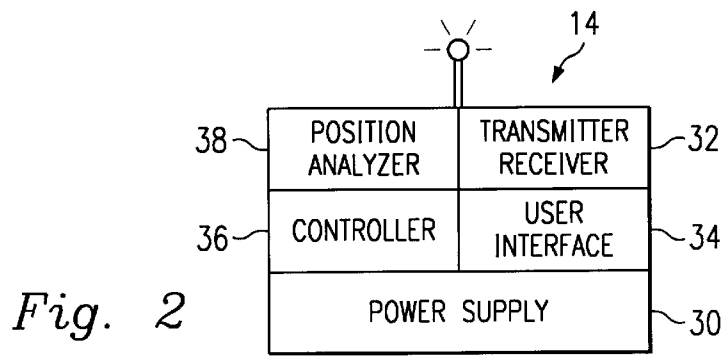 14
38
POSITION
ANALYZER
TRANSMITTER
RECEIVER
32
36
CONTROLLER
USER
INTERFACE
34
Fig. 2
POWER SUPPLY
30